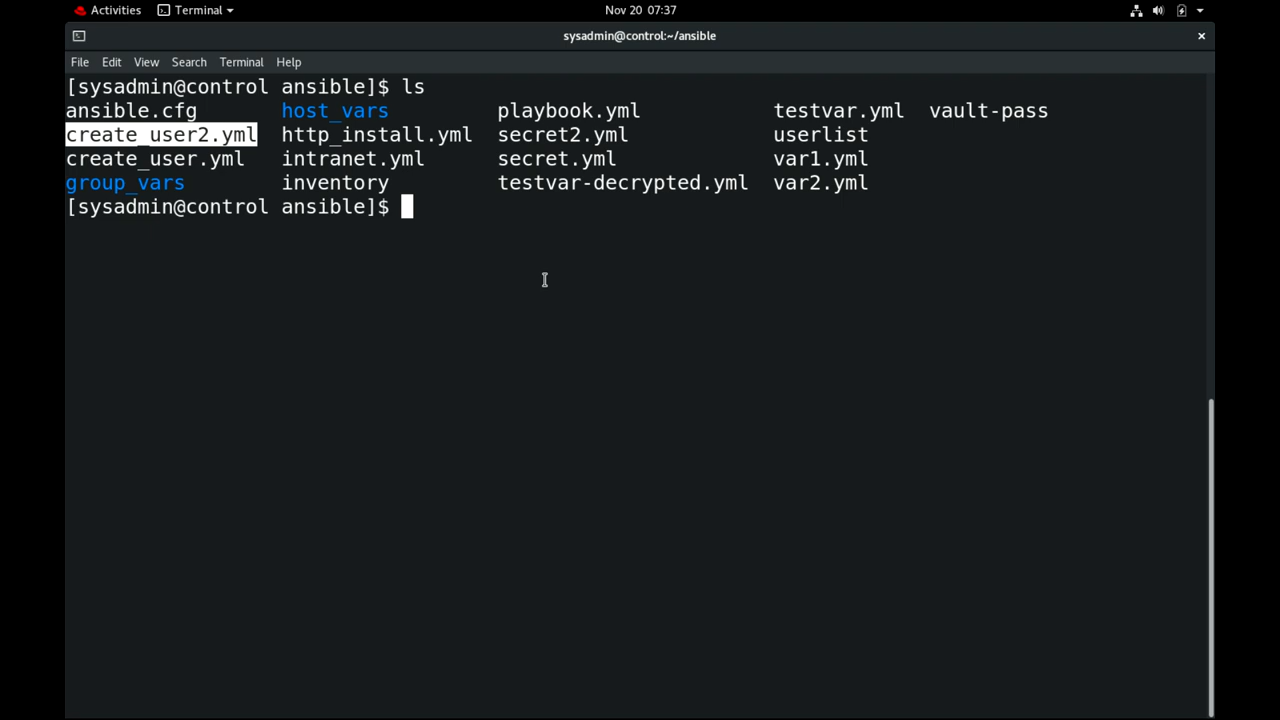 Activities Terminal Nov 20 07:37
sysadmin@control:~/ansible ×
File Edit View Search Terminal Help
[sysadmin@control ansible]$ ls
ansible.cfg host_vars playbook.yml testvar.yml vault-pass
create_user2.yml http_install.yml secret2.yml userlist
create_user.yml intranet.yml secret.yml var1.yml
group_vars inventory testvar-decrypted.yml var2.yml
[sysadmin@control ansible]$